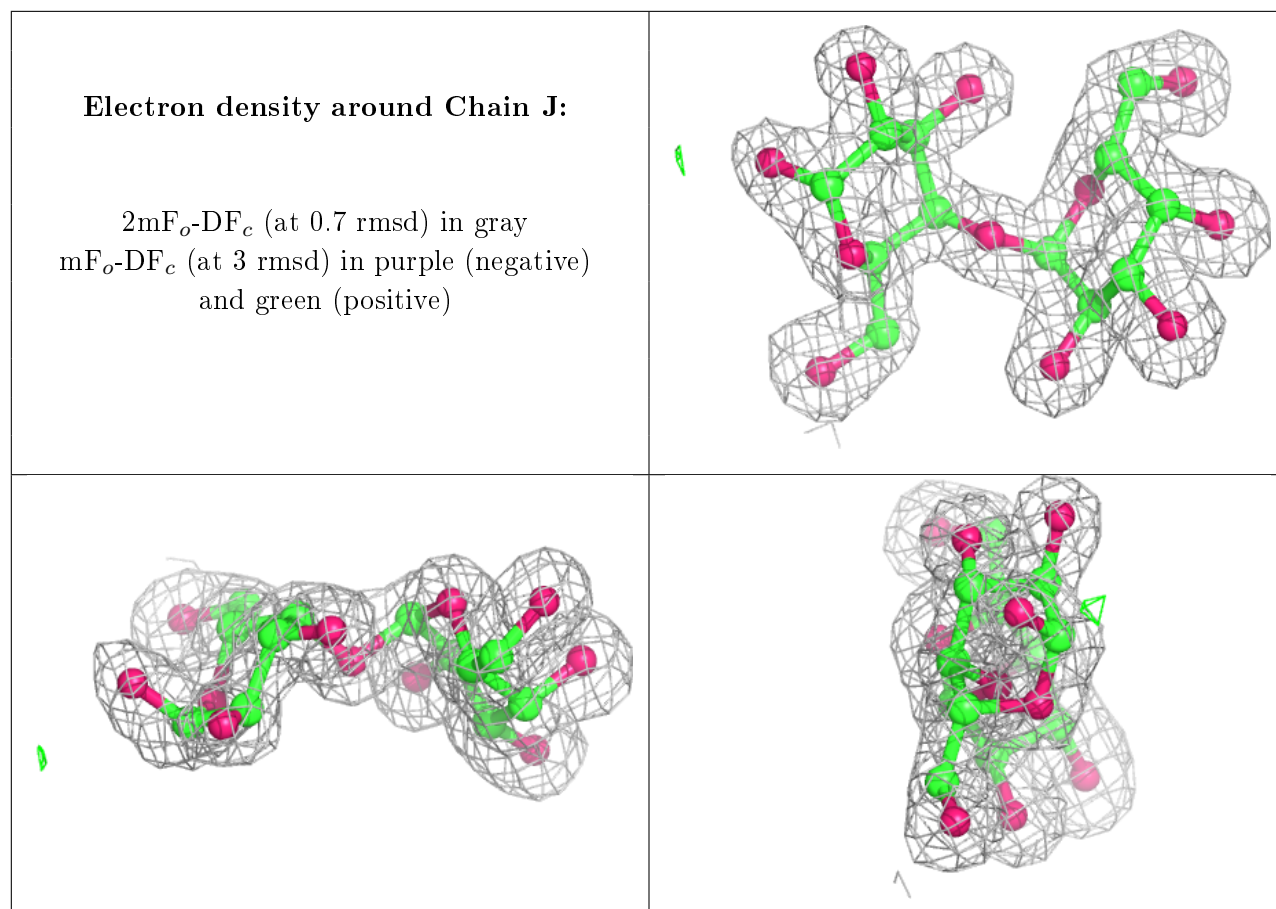 Electron density around Chain J:
2mFₒ-DF𝒸 (at 0.7 rmsd) in gray
mFₒ-DF𝒸 (at 3 rmsd) in purple (negative)
and green (positive)